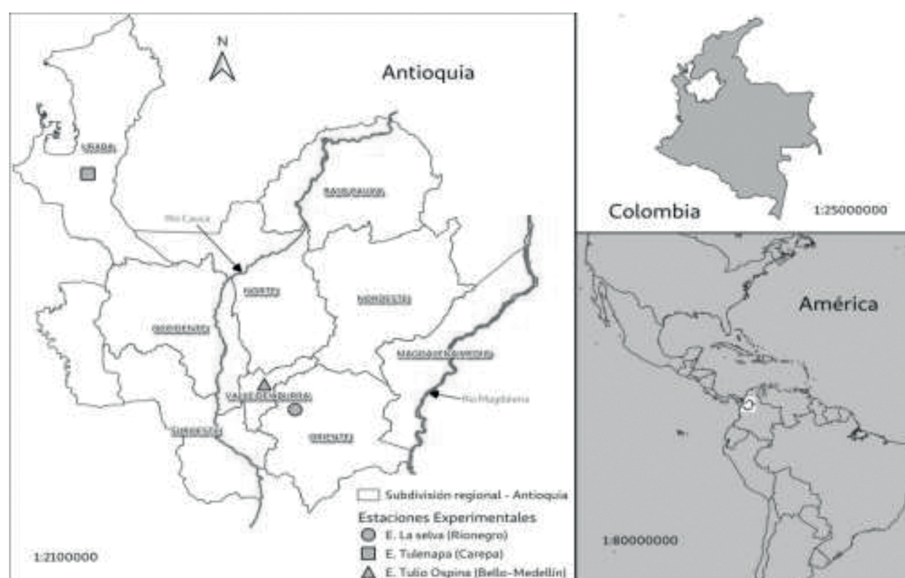 N
Antioquia
URABÁ
Río Cauca
BAJO CAUCA
NORTE
NORDESTE
OCCIDENTE
MAGDALENA MEDIO
VALLE DE ABURRÁ
Río Magdalena
SUROESTE
ORIENTE
Subdivisión regional - Antioquia
Estaciones Experimentales
E. La selva (Rionegro)
E. Tulenapa (Carepa)
E. Tulio Ospina (Bello-Medellín)
1:2100000
Colombia
1:25000000
América
1:80000000